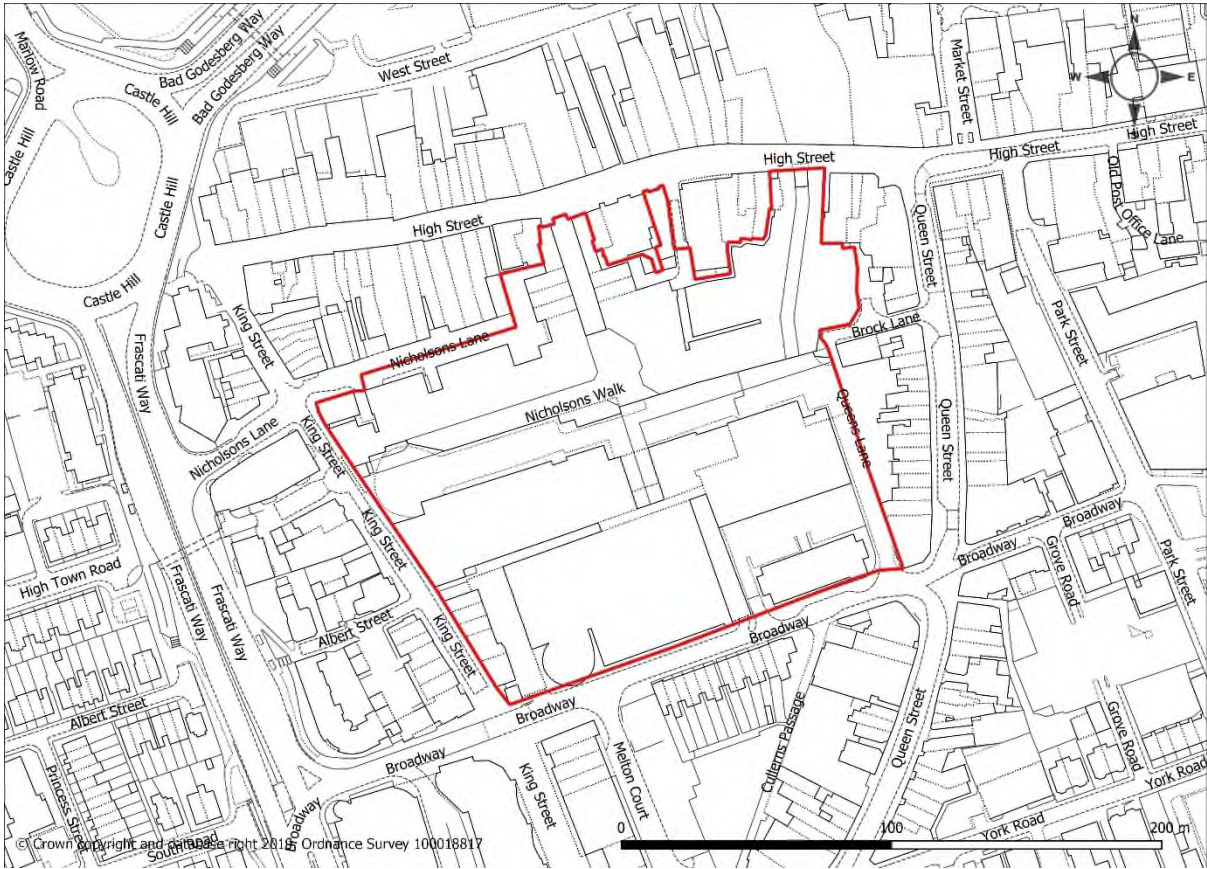 Marlow Road
Bad Godesberg Way
Bad Godesberg Way
Castle Hill
West Street
Market Street
N
W
E
High Street
High Street
High Street
Castle Hill
Castle Hill
Castle Hill
High Street
Old Post Office Lane
Queen Street
Park Street
King Street
Nicholsons Lane
Brock Lane
Frascati Way
Nicholsons Walk
Queens Lane
Queen Street
Nicholsons Lane
King Street
King Street
Broadway
Broadway
Grove Road
Park Street
High Town Road
Frascati Way
Frascati Way
Albert Street
King Street
Broadway
Albert Street
Broadway
Cullerns Passage
Queen Street
Grove Road
York Road
Princess Street
Broadway
King Street
Melton Court
York Road
Broadway
South Road
0
100
200 m
© Crown copyright and database right 2019. Ordnance Survey 100018817